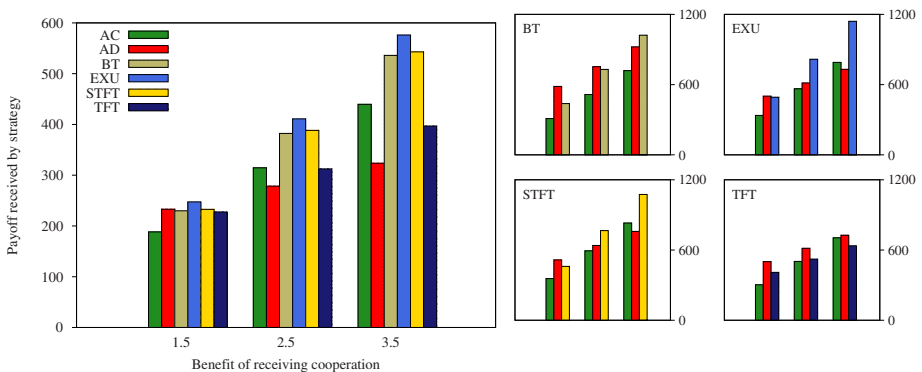 Payoff received by strategy
600
500
400
300
200
100
0
AC
AD
BT
EXU
STFT
TFT
1.5
2.5
3.5
Benefit of receiving cooperation
BT
1200
600
0
EXU
1200
600
0
STFT
1200
600
0
TFT
1200
600
0